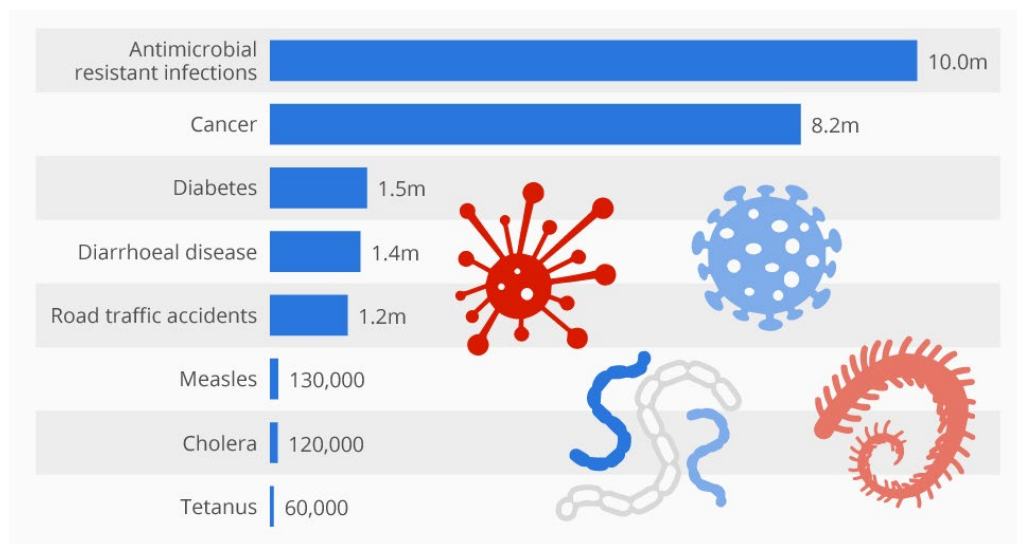 Antimicrobial
resistant infections
10.0m
Cancer
8.2m
Diabetes
1.5m
Diarrhoeal disease
1.4m
Road traffic accidents
1.2m
Measles
130,000
Cholera
120,000
Tetanus
60,000